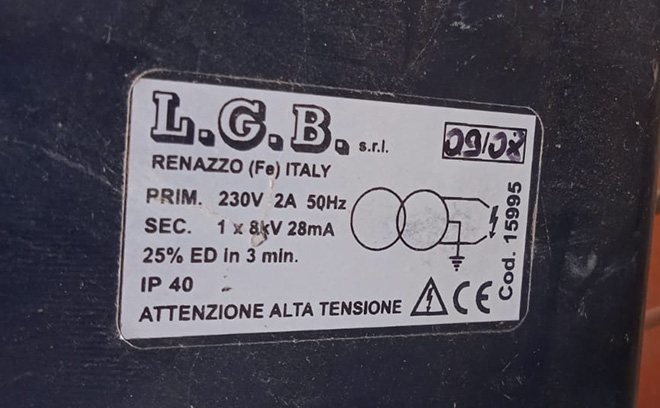 L.G.B. s.r.l.
09/08
RENAZZO (Fe) ITALY
PRIM. 230V 2A 50Hz
SEC. 1 x 8kV 28mA
25% ED in 3 min.
IP 40
ATTENZIONE ALTA TENSIONE
CE
Cod. 15995